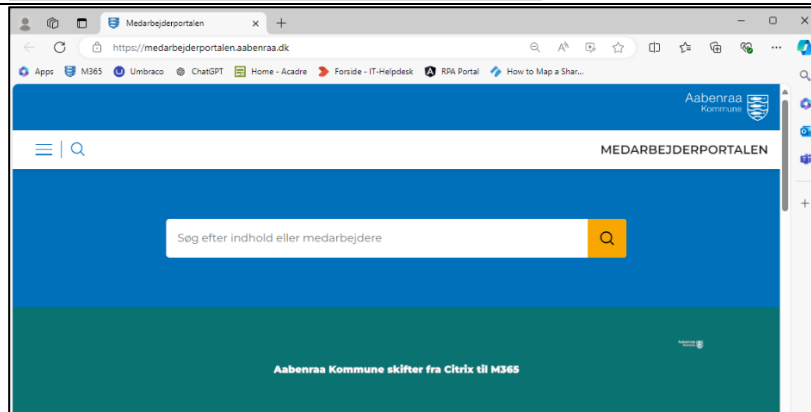 Medarbejderportalen
https://medarbejderportalen.aabenraa.dk
Apps M365 Umbraco ChatGPT Home - Acadre Forside - IT-Helpdesk RPA Portal How to Map a Shar...
Aabenraa
Kommune
MEDARBEJDERPORTALEN
Søg efter indhold eller medarbejdere
Aabenraa Kommune skifter fra Citrix til M365